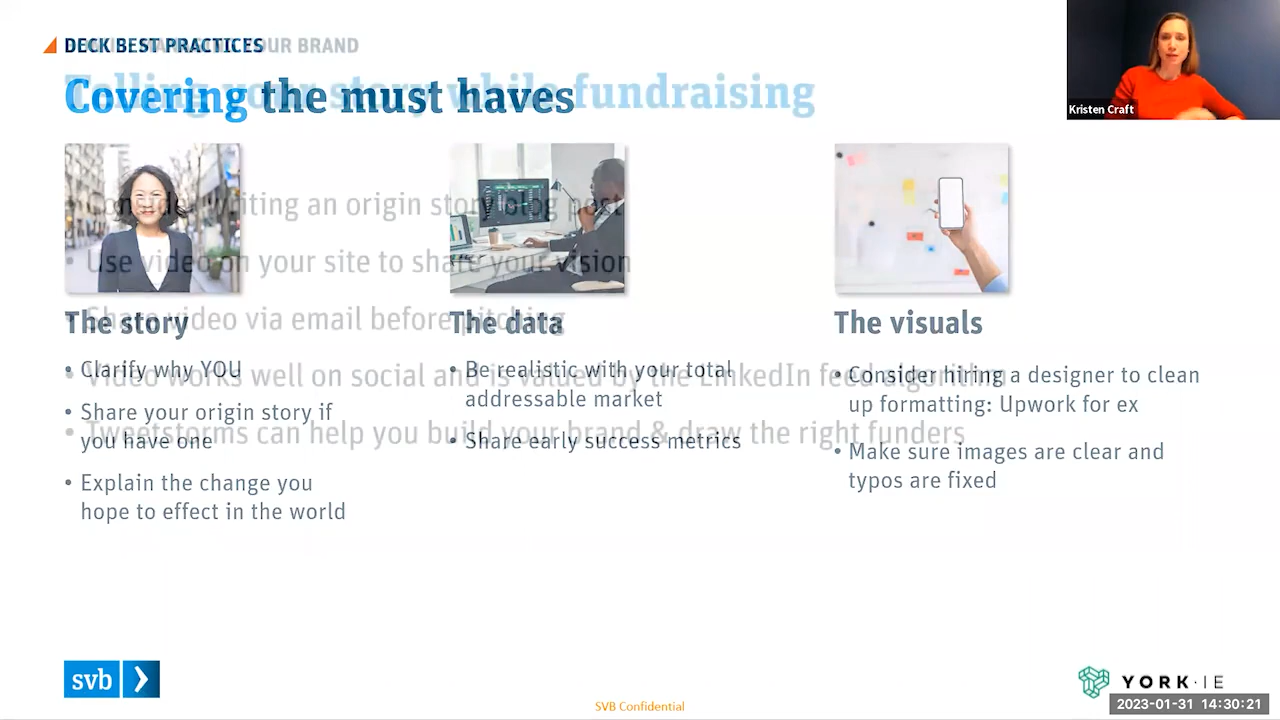 DECK BEST PRACTICES
OUR BRAND
Covering the must haves
Telling your story while fundraising
Kristen Craft
Consider writing an origin story blog post
Use video on your site to share your vision
Share video via email before pitching
Video works well on social and is valued by the LinkedIn feed algorithm
Tweetstorms can help you build your brand & draw the right funders
The story
• Clarify why YOU
• Share your origin story if
you have one
• Explain the change you
hope to effect in the world
The data
• Be realistic with your total
addressable market
• Share early success metrics
The visuals
• Consider hiring a designer to clean
up formatting: Upwork for ex
• Make sure images are clear and
typos are fixed
svb
SVB Confidential
YORK·IE
2023-01-31 14:30:21